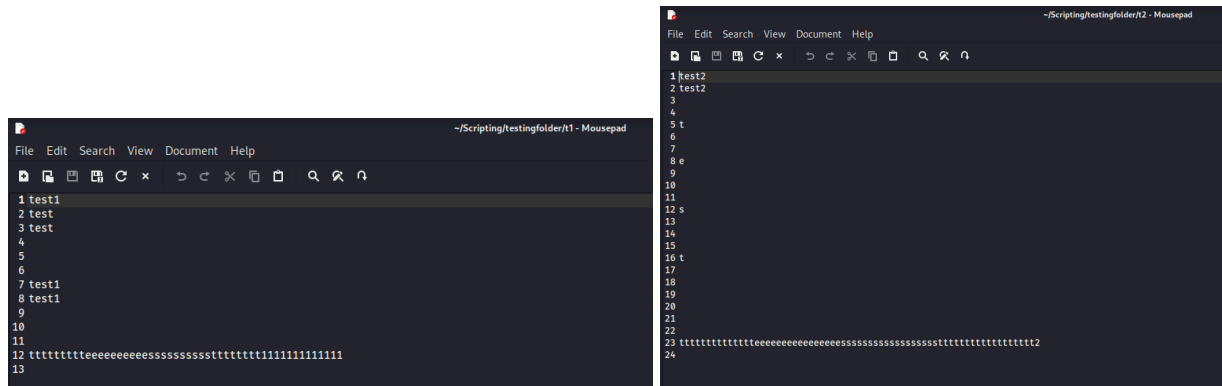 ~/Scripting/testingfolder/t2 - Mousepad
File Edit Search View Document Help
1 test2
2 test2
3
4
5 t
6
7
8 e
9
10
11
12 s
13
14
15
16 t
17
18
19
20
21
22
23 tttttttttttttteeeeeeeeeeeeeeeesssssssssssssssssstttttttttttttttttt2
24
~/Scripting/testingfolder/t1 - Mousepad
File Edit Search View Document Help
1 test1
2 test
3 test
4
5
6
7 test1
8 test1
9
10
11
12 ttttttttteeeeeeeeeesssssssssstttttttt1111111111111
13